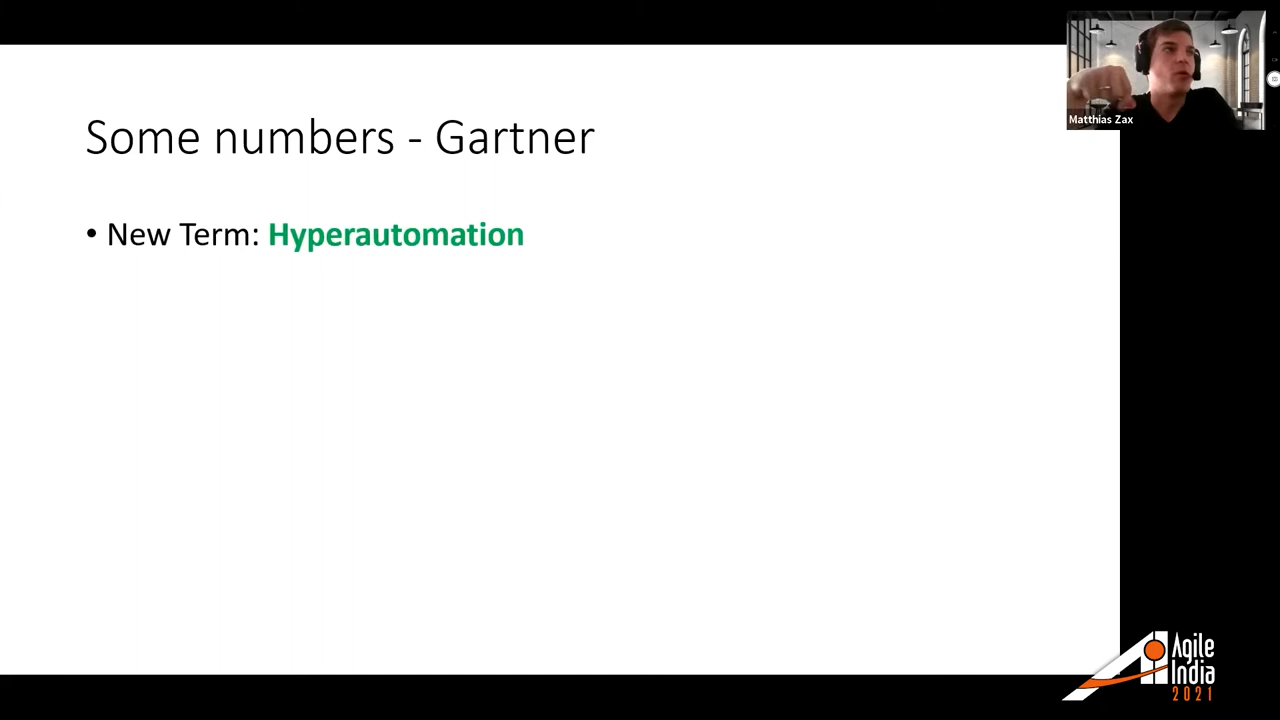 Some numbers - Gartner
• New Term: Hyperautomation
Matthias Zax
Agile
India
2021